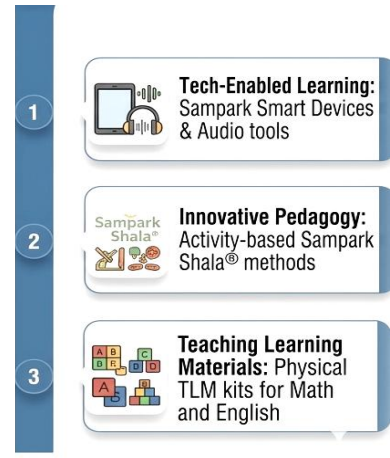 1
Tech-Enabled Learning:
Sampark Smart Devices
& Audio tools
2
Sampark
Shala®
Innovative Pedagogy:
Activity-based Sampark
Shala® methods
3
Teaching Learning
Materials: Physical
TLM kits for Math
and English